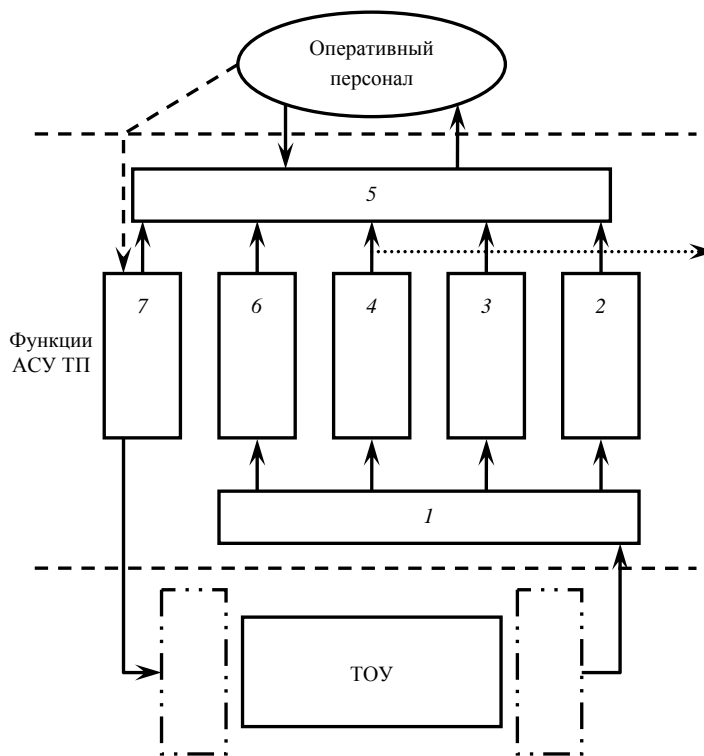 Оперативный
персонал
5
7
6
4
3
2
Функции
АСУ ТП
1
ТОУ